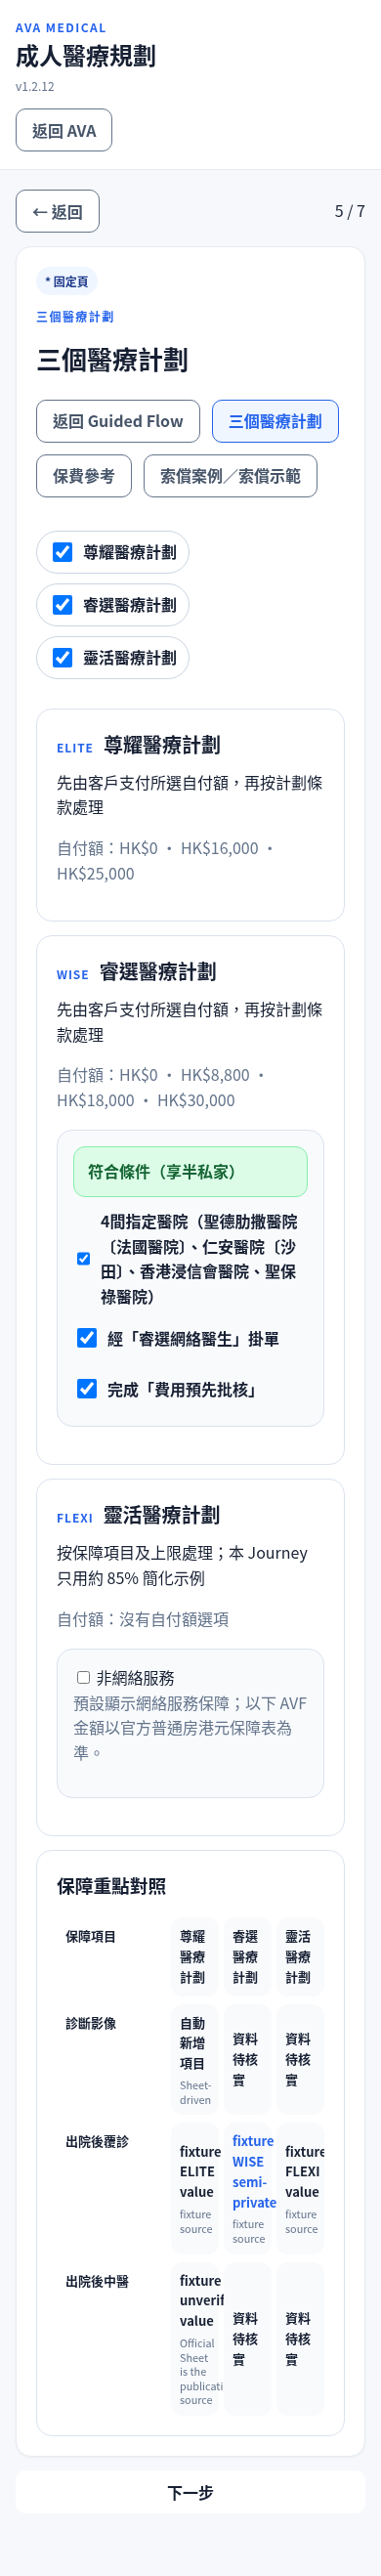 AVA MEDICAL
成人醫療規劃
v1.2.12
返回 AVA
← 返回
5 / 7
* 固定頁
三個醫療計劃
三個醫療計劃
返回 Guided Flow
三個醫療計劃
保費參考
索償案例／索償示範
尊耀醫療計劃
睿選醫療計劃
靈活醫療計劃
ELITE 尊耀醫療計劃
先由客戶支付所選自付額，再按計劃條
款處理
自付額：HK$0 · HK$16,000 ·
HK$25,000
WISE 睿選醫療計劃
先由客戶支付所選自付額，再按計劃條
款處理
自付額：HK$0 · HK$8,800 ·
HK$18,000 · HK$30,000
符合條件（享半私家）
4間指定醫院（聖德肋撒醫院
〔法國醫院〕、仁安醫院〔沙
田〕、香港浸信會醫院、聖保
祿醫院）
經「睿選網絡醫生」掛單
完成「費用預先批核」
FLEXI 靈活醫療計劃
按保障項目及上限處理；本 Journey
只用約 85% 簡化示例
自付額：沒有自付額選項
非網絡服務
預設顯示網絡服務保障；以下 AVF
金額以官方普通房港元保障表為
準。
保障重點對照
保障項目
尊耀
醫療
計劃
睿選
醫療
計劃
靈活
醫療
計劃
診斷影像
自動
新增
項目
Sheet-
driven
資料
待核
實
資料
待核
實
出院後覆診
fixture
ELITE
value
fixture
source
fixture
WISE
semi-
private
fixture
source
fixture
FLEXI
value
fixture
source
出院後中醫
fixture
unverif
value
Official
Sheet
is the
publicati
source
資料
待核
實
資料
待核
實
下一步